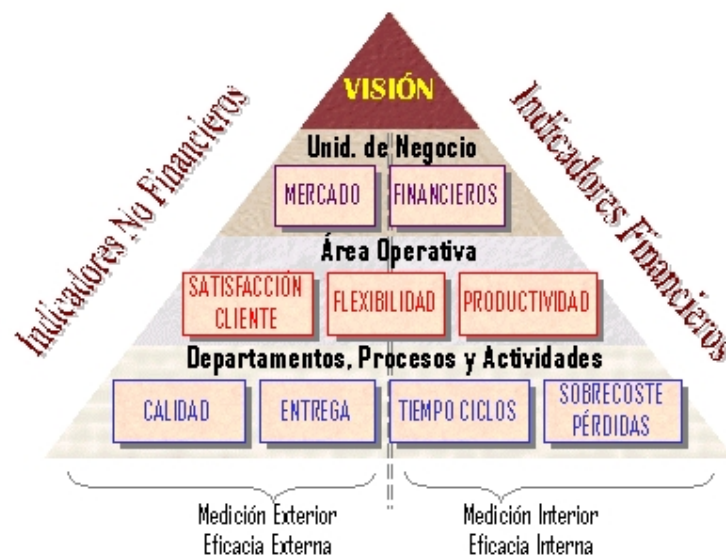 VISIÓN
Indicadores No Financieros
Indicadores Financieros
Unid. de Negocio
MERCADO
FINANCIEROS
Área Operativa
SATISFACCIÓN
CLIENTE
FLEXIBILIDAD
PRODUCTIVIDAD
Departamentos, Procesos y Actividades
CALIDAD
ENTREGA
TIEMPO CICLOS
SOBRECOSTE
PÉRDIDAS
Medición Exterior
Eficacia Externa
Medición Interior
Eficacia Interna